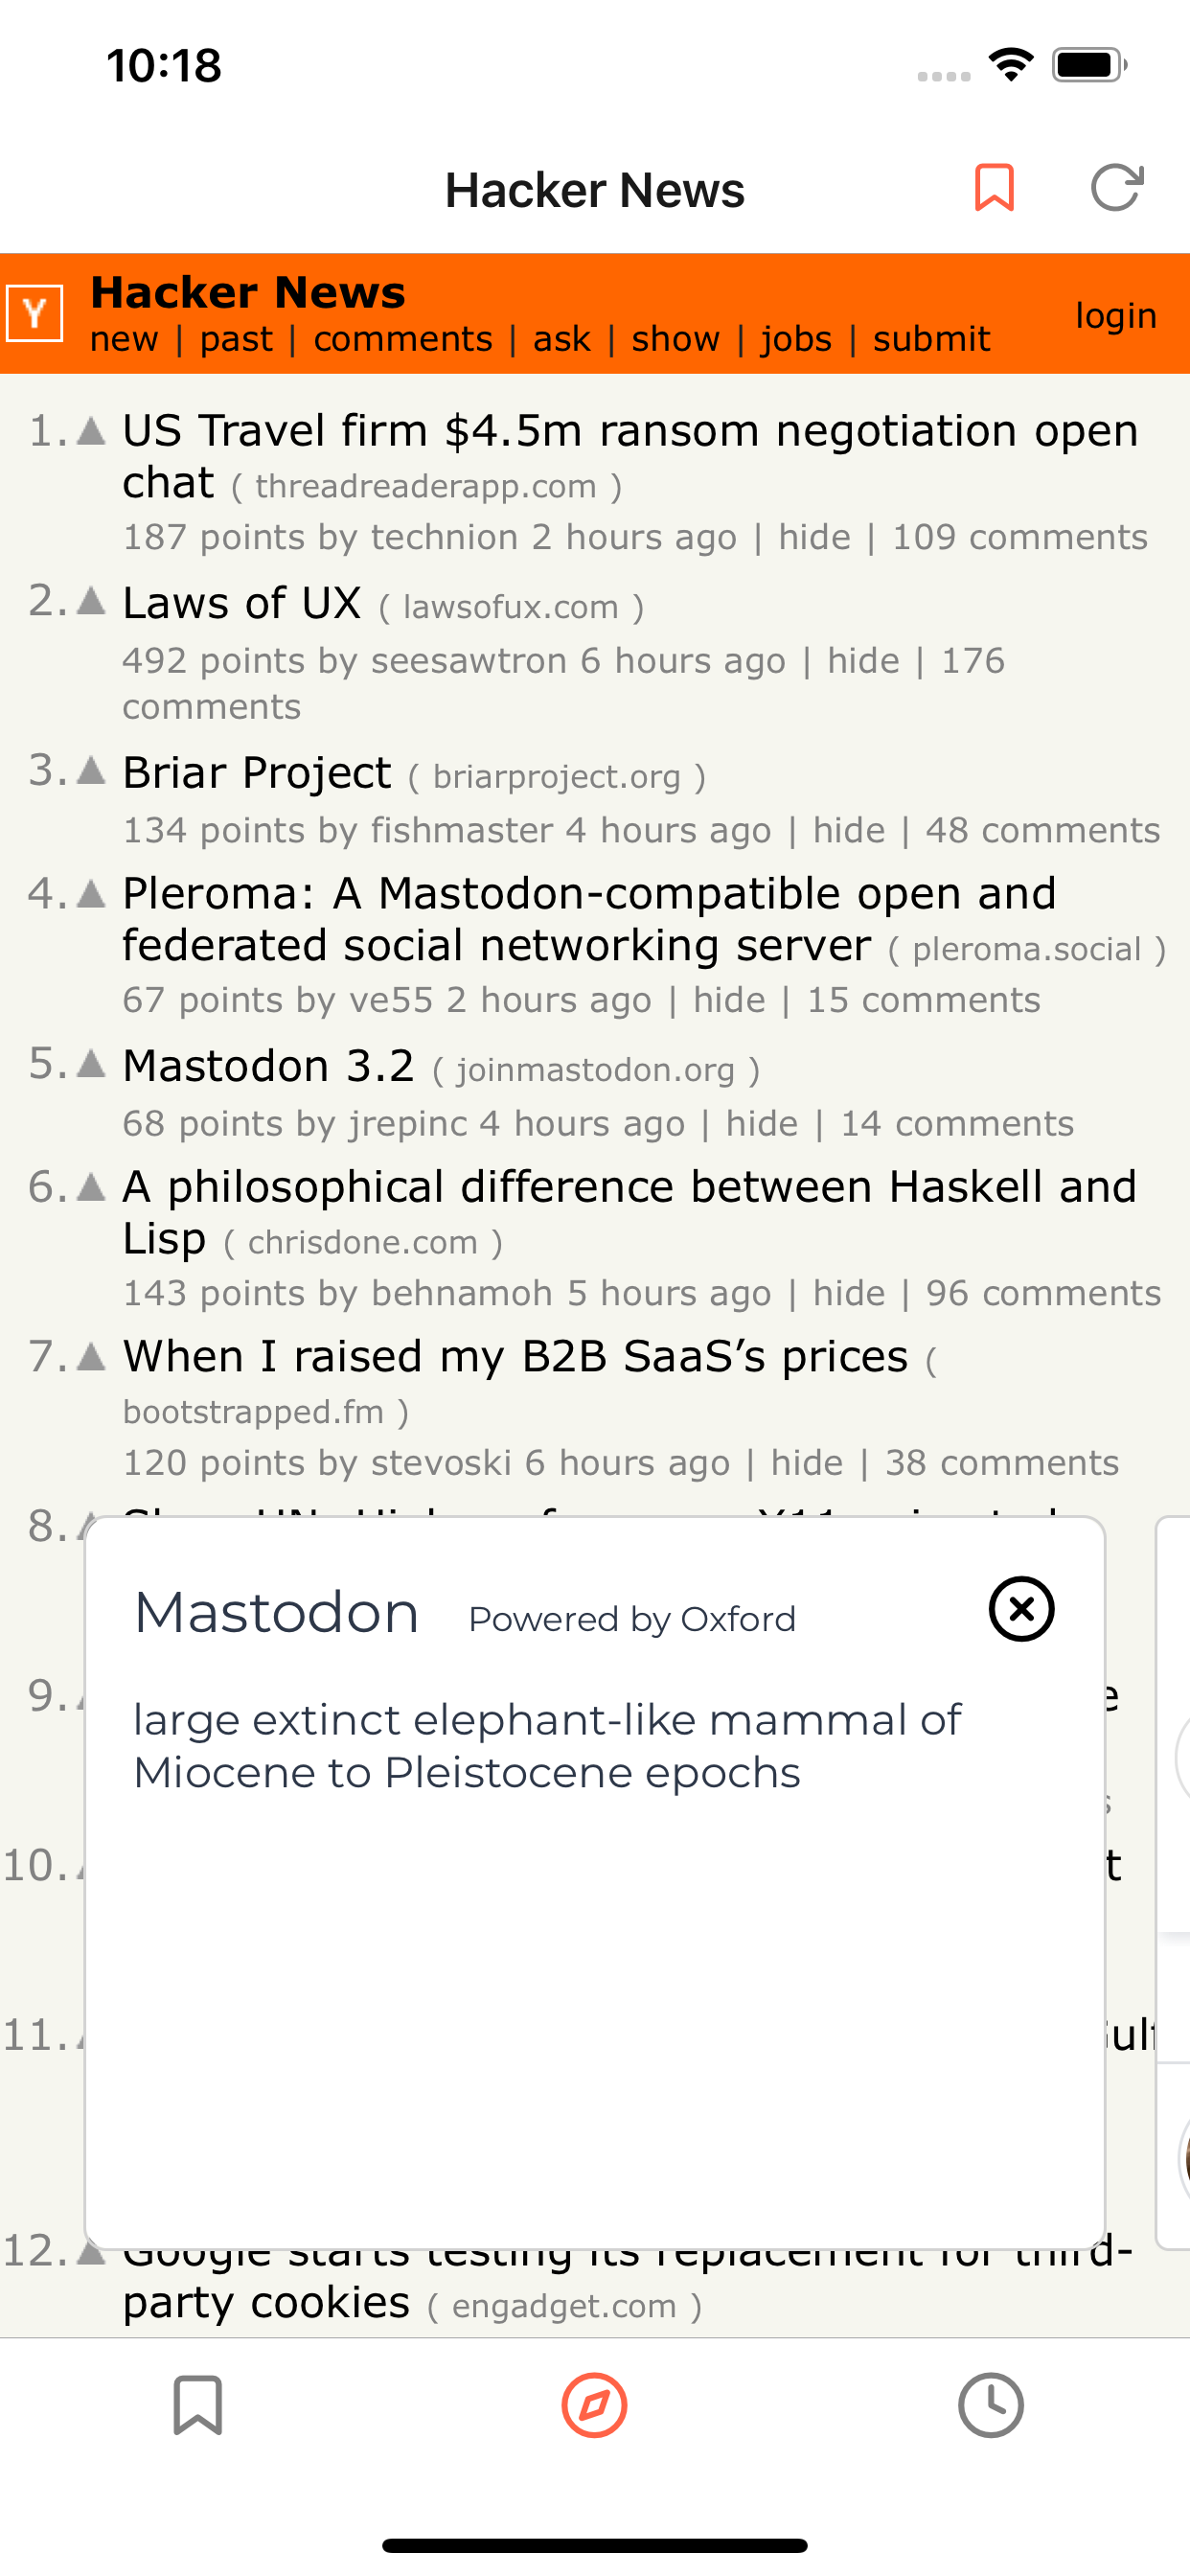 10:18
Hacker News
Y
Hacker News
new | past | comments | ask | show | jobs | submit
login
1. US Travel firm $4.5m ransom negotiation open
chat ( threadreaderapp.com )
187 points by technion 2 hours ago | hide | 109 comments
2. Laws of UX ( lawsofux.com )
492 points by seesawtron 6 hours ago | hide | 176
comments
3. Briar Project ( briarproject.org )
134 points by fishmaster 4 hours ago | hide | 48 comments
4. Pleroma: A Mastodon-compatible open and
federated social networking server ( pleroma.social )
67 points by ve55 2 hours ago | hide | 15 comments
5. Mastodon 3.2 ( joinmastodon.org )
68 points by jrepinc 4 hours ago | hide | 14 comments
6. A philosophical difference between Haskell and
Lisp ( chrisdone.com )
143 points by behnamoh 5 hours ago | hide | 96 comments
7. When I raised my B2B SaaS’s prices (
bootstrapped.fm )
120 points by stevoski 6 hours ago | hide | 38 comments
8.
Mastodon Powered by Oxford
large extinct elephant-like mammal of
Miocene to Pleistocene epochs
9.
10.
11.
12. Google starts testing its replacement for third-
party cookies ( engadget.com )